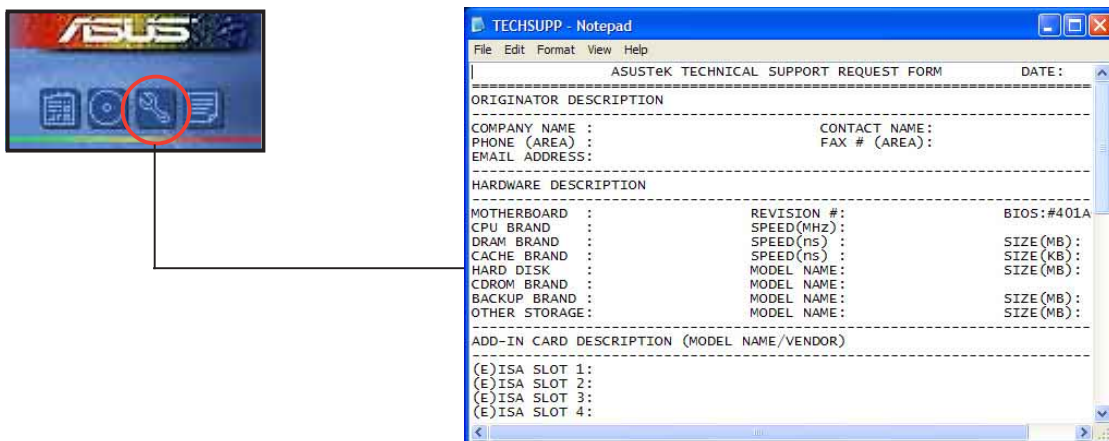 ASUS
TECHSUPP - Notepad
File Edit Format View Help
ASUSTeK TECHNICAL SUPPORT REQUEST FORM DATE:
ORIGINATOR DESCRIPTION
COMPANY NAME : CONTACT NAME:
PHONE (AREA) : FAX # (AREA):
EMAIL ADDRESS:
HARDWARE DESCRIPTION
MOTHERBOARD : REVISION #: BIOS:#401A
CPU BRAND : SPEED(MHz):
DRAM BRAND : SPEED(ns) : SIZE(MB):
CACHE BRAND : SPEED(ns) : SIZE(KB):
HARD DISK : MODEL NAME: SIZE(MB):
CDROM BRAND : MODEL NAME:
BACKUP BRAND : MODEL NAME: SIZE(MB):
OTHER STORAGE: MODEL NAME: SIZE(MB):
ADD-IN CARD DESCRIPTION (MODEL NAME/VENDOR)
(E)ISA SLOT 1:
(E)ISA SLOT 2:
(E)ISA SLOT 3:
(E)ISA SLOT 4: